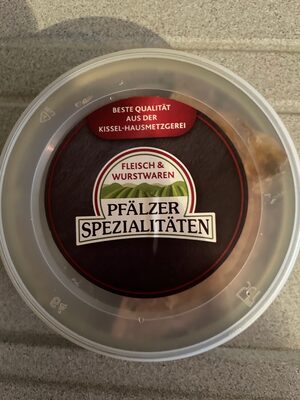 BESTE QUALITÄT
AUS DER
KISSEL-HAUSMETZGEREI
FLEISCH &
WURSTWAREN
PFÄLZER
SPEZIALITÄTEN